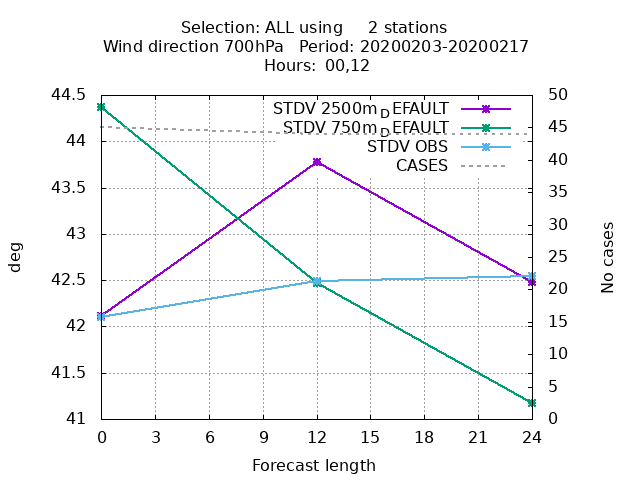 Selection: ALL using     2 stations
Wind direction 700hPa   Period: 20200203-20200217
Hours: 00,12
44.5
44
43.5
43
42.5
42
41.5
41
deg
STDV 2500m_DEFAULT
STDV 750m_DEFAULT
STDV OBS
CASES
50
45
40
35
30
25
20
15
10
5
0
No cases
0 3 6 9 12 15 18 21 24
Forecast length